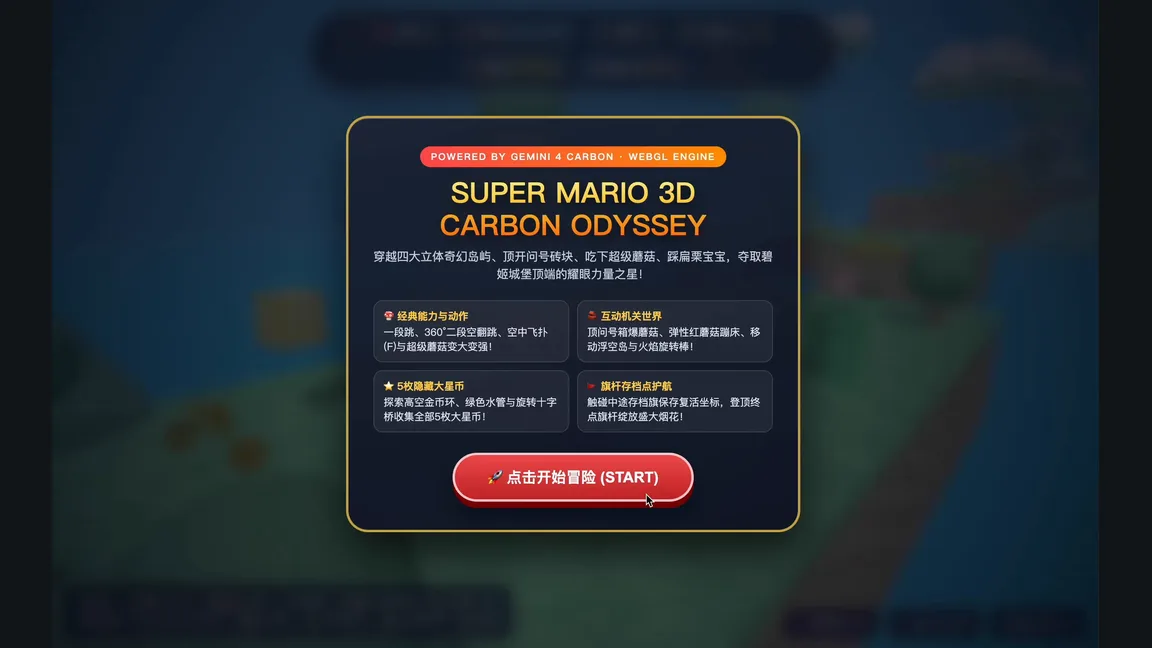 POWERED BY GEMINI 4 CARBON · WEBGL ENGINE
SUPER MARIO 3D
CARBON ODYSSEY
穿越四大立体奇幻岛屿、顶开问号砖块、吃下超级蘑菇、踩扁栗宝宝，夺取碧
姬城堡顶端的耀眼力量之星！
🍄 经典能力与动作
一段跳、360°二段空翻跳、空中飞扑
(F)与超级蘑菇变大变强！
互动机关世界
顶问号箱爆蘑菇、弹性红蘑菇蹦床、移
动浮空岛与火焰旋转棒！
⭐ 5枚隐藏大星币
探索高空金币环、绿色水管与旋转十字
桥收集全部5枚大星币！
旗杆存档点护航
触碰中途存档旗保存复活坐标，登顶终
点旗杆绽放盛大烟花！
🚀 点击开始冒险 (START)